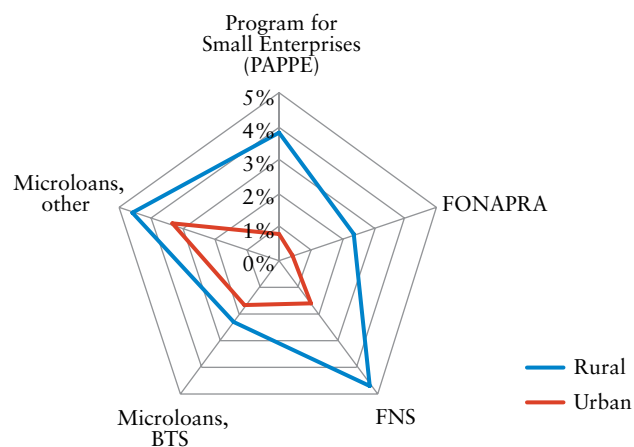 Program for
Small Enterprises
(PAPPE)
5%
4%
3%
2%
1%
0%
Microloans,
other
FONAPRA
Microloans,
BTS
FNS
Rural
Urban